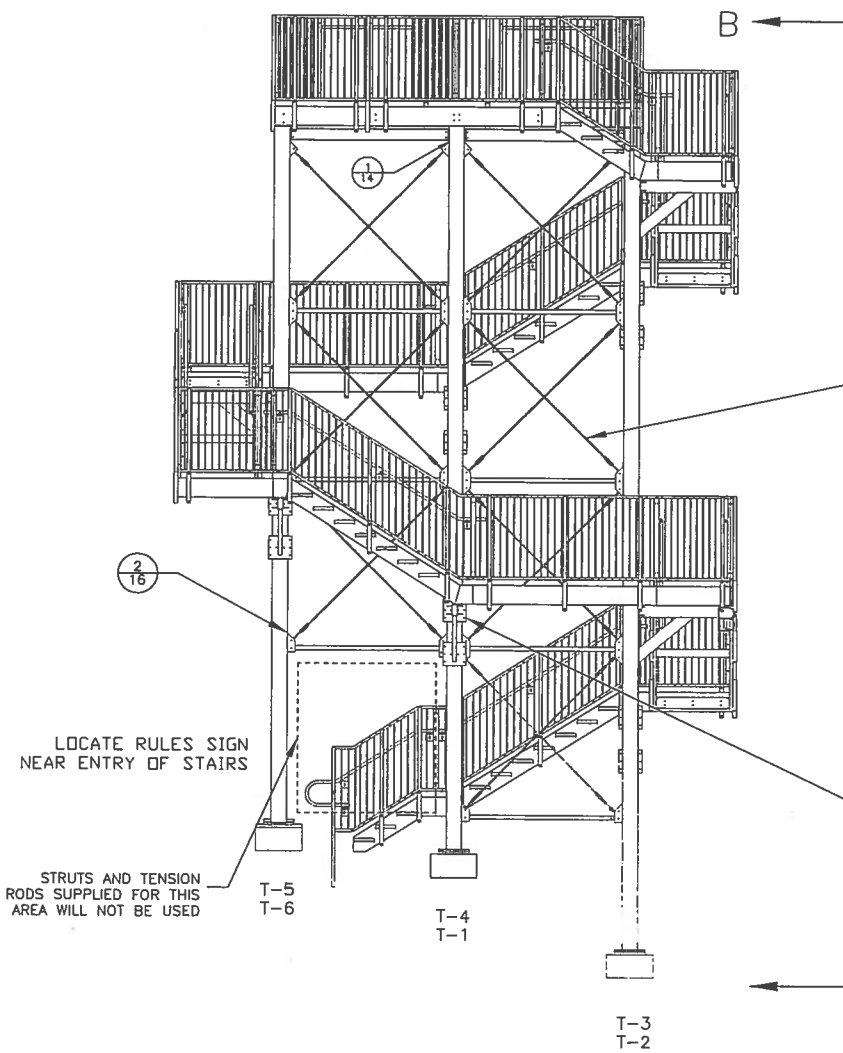 B
1
14
2
16
LOCATE RULES SIGN
NEAR ENTRY OF STAIRS
STRUTS AND TENSION
RODS SUPPLIED FOR THIS
AREA WILL NOT BE USED
T-5
T-6
T-4
T-1
T-3
T-2